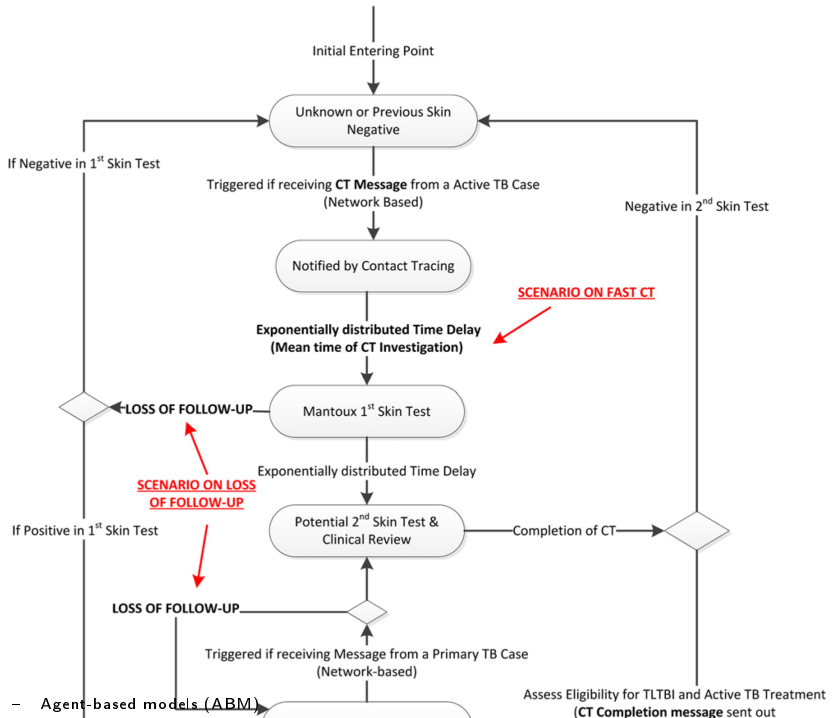 Initial Entering Point
Unknown or Previous Skin
Negative
If Negative in 1st Skin Test
Triggered if receiving CT Message from a Active TB Case
(Network Based)
Negative in 2nd Skin Test
Notified by Contact Tracing
SCENARIO ON FAST CT
Exponentially distributed Time Delay
(Mean time of CT Investigation)
LOSS OF FOLLOW-UP
Mantoux 1st Skin Test
Exponentially distributed Time Delay
SCENARIO ON LOSS
OF FOLLOW-UP
If Positive in 1st Skin Test
Potential 2nd Skin Test &
Clinical Review
Completion of CT
LOSS OF FOLLOW-UP
Triggered if receiving Message from a Primary TB Case
(Network-based)
Assess Eligibility for TLTBI and Active TB Treatment
(CT Completion message sent out
– Agent-based models (ABM)